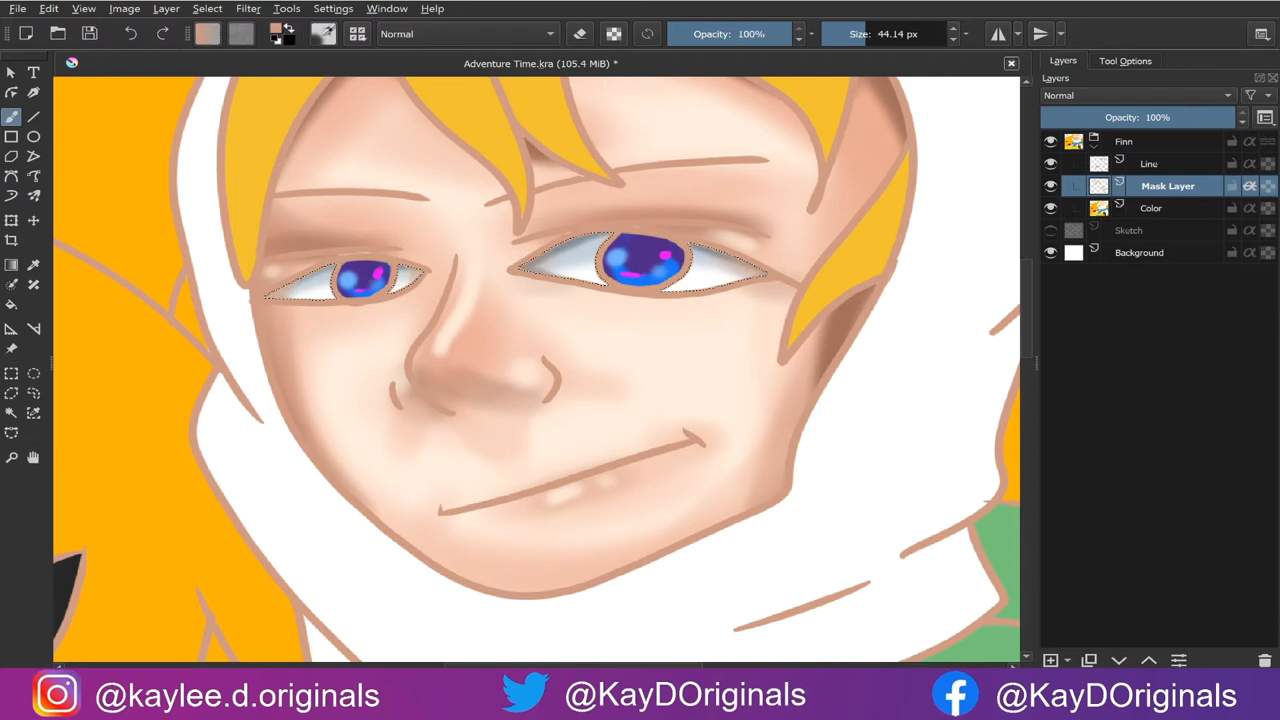 File Edit View Image Layer Select Filter Tools Settings Window Help
Normal Opacity: 100% Size: 44.14 px
Adventure Time.kra (105.4 MiB) *
Layers Tool Options
Layers
Normal
Opacity: 100%
Finn
Line
Mask Layer
Color
Sketch
Background
@kaylee.d.originals @KayDOriginals @KayDOriginals